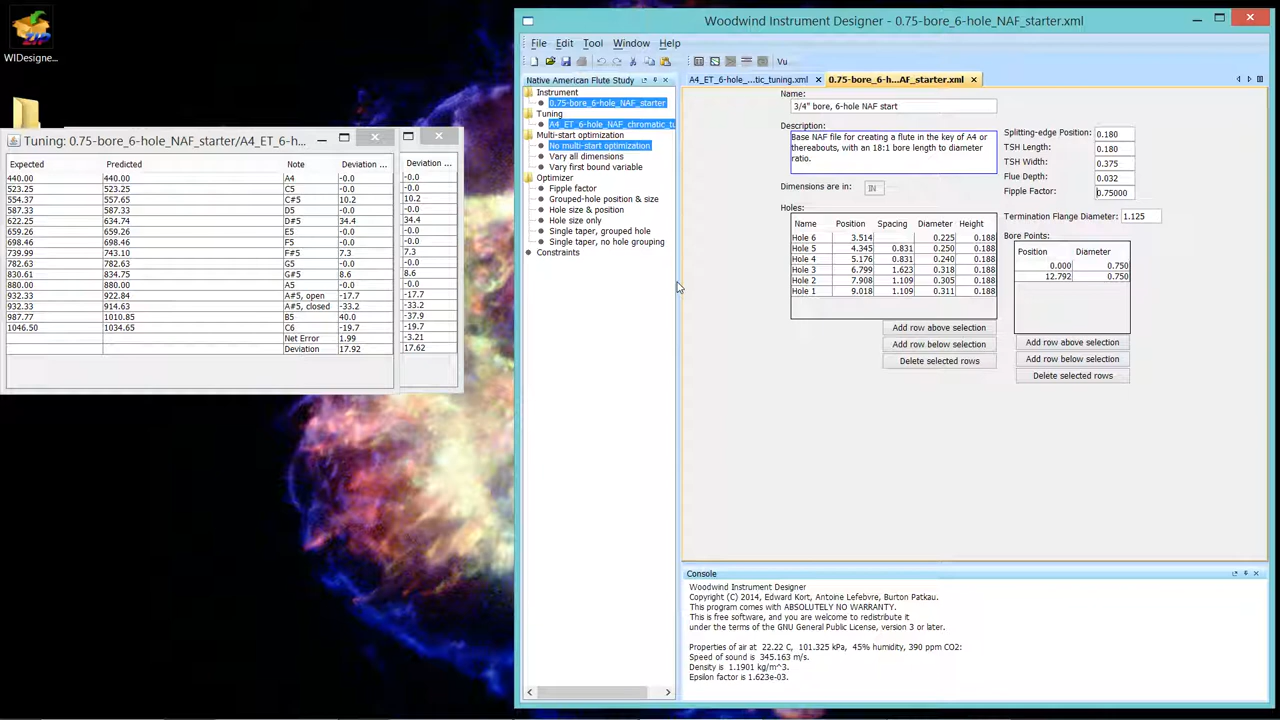 ZIP
WIDesigne...
Woodwind Instrument Designer - 0.75-bore_6-hole_NAF_starter.xml
File Edit Tool Window Help
Vu
Native American Flute Study
Instrument
0.75-bore_6-hole_NAF_starter
Tuning
A4_ET_6-hole_NAF_chromatic_tu
Multi-start optimization
No multi-start optimization
Vary all dimensions
Vary first bound variable
Optimizer
Fipple factor
Grouped-hole position & size
Hole size & position
Hole size only
Single taper, grouped hole
Single taper, no hole grouping
Constraints
Tuning: 0.75-bore_6-hole_NAF_starter/A4_ET_6-h...
Expected Predicted Note Deviation ...
440.00 440.00 A4 -0.0
523.25 523.25 C5 -0.0
554.37 557.65 C#5 10.2
587.33 587.33 D5 -0.0
622.25 634.74 D#5 34.4
659.26 659.26 E5 -0.0
698.46 698.46 F5 -0.0
739.99 743.10 F#5 7.3
782.63 782.63 G5 -0.0
830.61 834.75 G#5 8.6
880.00 880.00 A5 -0.0
932.33 922.84 A#5, open -17.7
932.33 914.63 A#5, closed -33.2
987.77 1010.85 B5 40.0
1046.50 1034.65 C6 -19.7
Net Error 1.99
Deviation 17.92
Deviation ...
-0.0
-0.0
10.2
-0.0
34.4
-0.0
-0.0
7.3
-0.0
8.6
-0.0
-17.7
-33.2
-37.9
-19.7
-3.21
17.62
A4_ET_6-hole_...tic_tuning.xml 0.75-bore_6-h...AF_starter.xml
Name:
3/4" bore, 6-hole NAF start
Description:
Base NAF file for creating a flute in the key of A4 or
thereabouts, with an 18:1 bore length to diameter
ratio.
Dimensions are in: IN
Holes:
Name Position Spacing Diameter Height
Hole 6 3.514 0.225 0.188
Hole 5 4.345 0.831 0.250 0.188
Hole 4 5.176 0.831 0.240 0.188
Hole 3 6.799 1.623 0.318 0.188
Hole 2 7.908 1.109 0.305 0.188
Hole 1 9.018 1.109 0.311 0.188
Add row above selection
Add row below selection
Delete selected rows
Splitting-edge Position: 0.180
TSH Length: 0.180
TSH Width: 0.375
Flue Depth: 0.032
Fipple Factor: 0.75000
Termination Flange Diameter: 1.125
Bore Points:
Position Diameter
0.000 0.750
12.792 0.750
Add row above selection
Add row below selection
Delete selected rows
Console
Woodwind Instrument Designer
Copyright (C) 2014, Edward Kort, Antoine Lefebvre, Burton Patkau.
This program comes with ABSOLUTELY NO WARRANTY.
This is free software, and you are welcome to redistribute it
under the terms of the GNU General Public License, version 3 or later.
Properties of air at 22.22 C, 101.325 kPa, 45% humidity, 390 ppm CO2:
Speed of sound is 345.163 m/s.
Density is 1.1901 kg/m^3.
Epsilon factor is 1.623e-03.